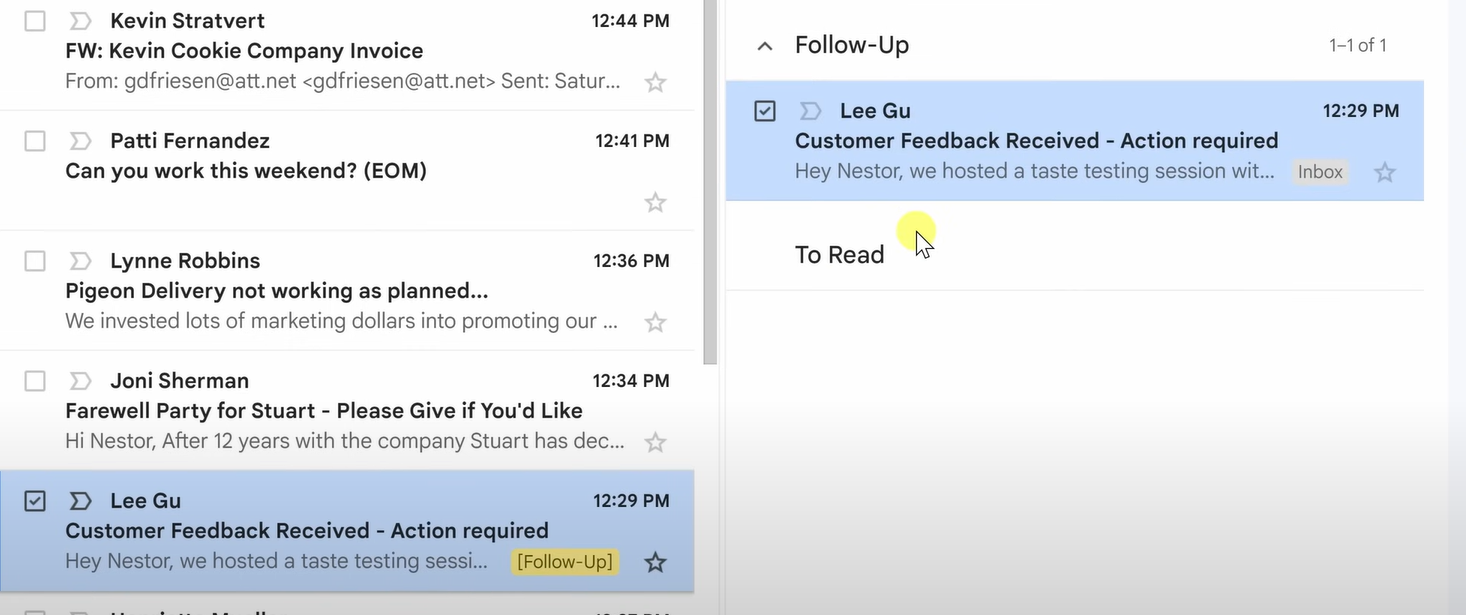 Kevin Stratvert 12:44 PM
FW: Kevin Cookie Company Invoice
From: gdfriesen@att.net <gdfriesen@att.net> Sent: Satur...
Patti Fernandez 12:41 PM
Can you work this weekend? (EOM)
Lynne Robbins 12:36 PM
Pigeon Delivery not working as planned...
We invested lots of marketing dollars into promoting our ...
Joni Sherman 12:34 PM
Farewell Party for Stuart - Please Give if You'd Like
Hi Nestor, After 12 years with the company Stuart has dec...
Lee Gu 12:29 PM
Customer Feedback Received - Action required
Hey Nestor, we hosted a taste testing sessi... [Follow-Up]
Follow-Up 1–1 of 1
Lee Gu 12:29 PM
Customer Feedback Received - Action required
Hey Nestor, we hosted a taste testing session wit... Inbox
To Read